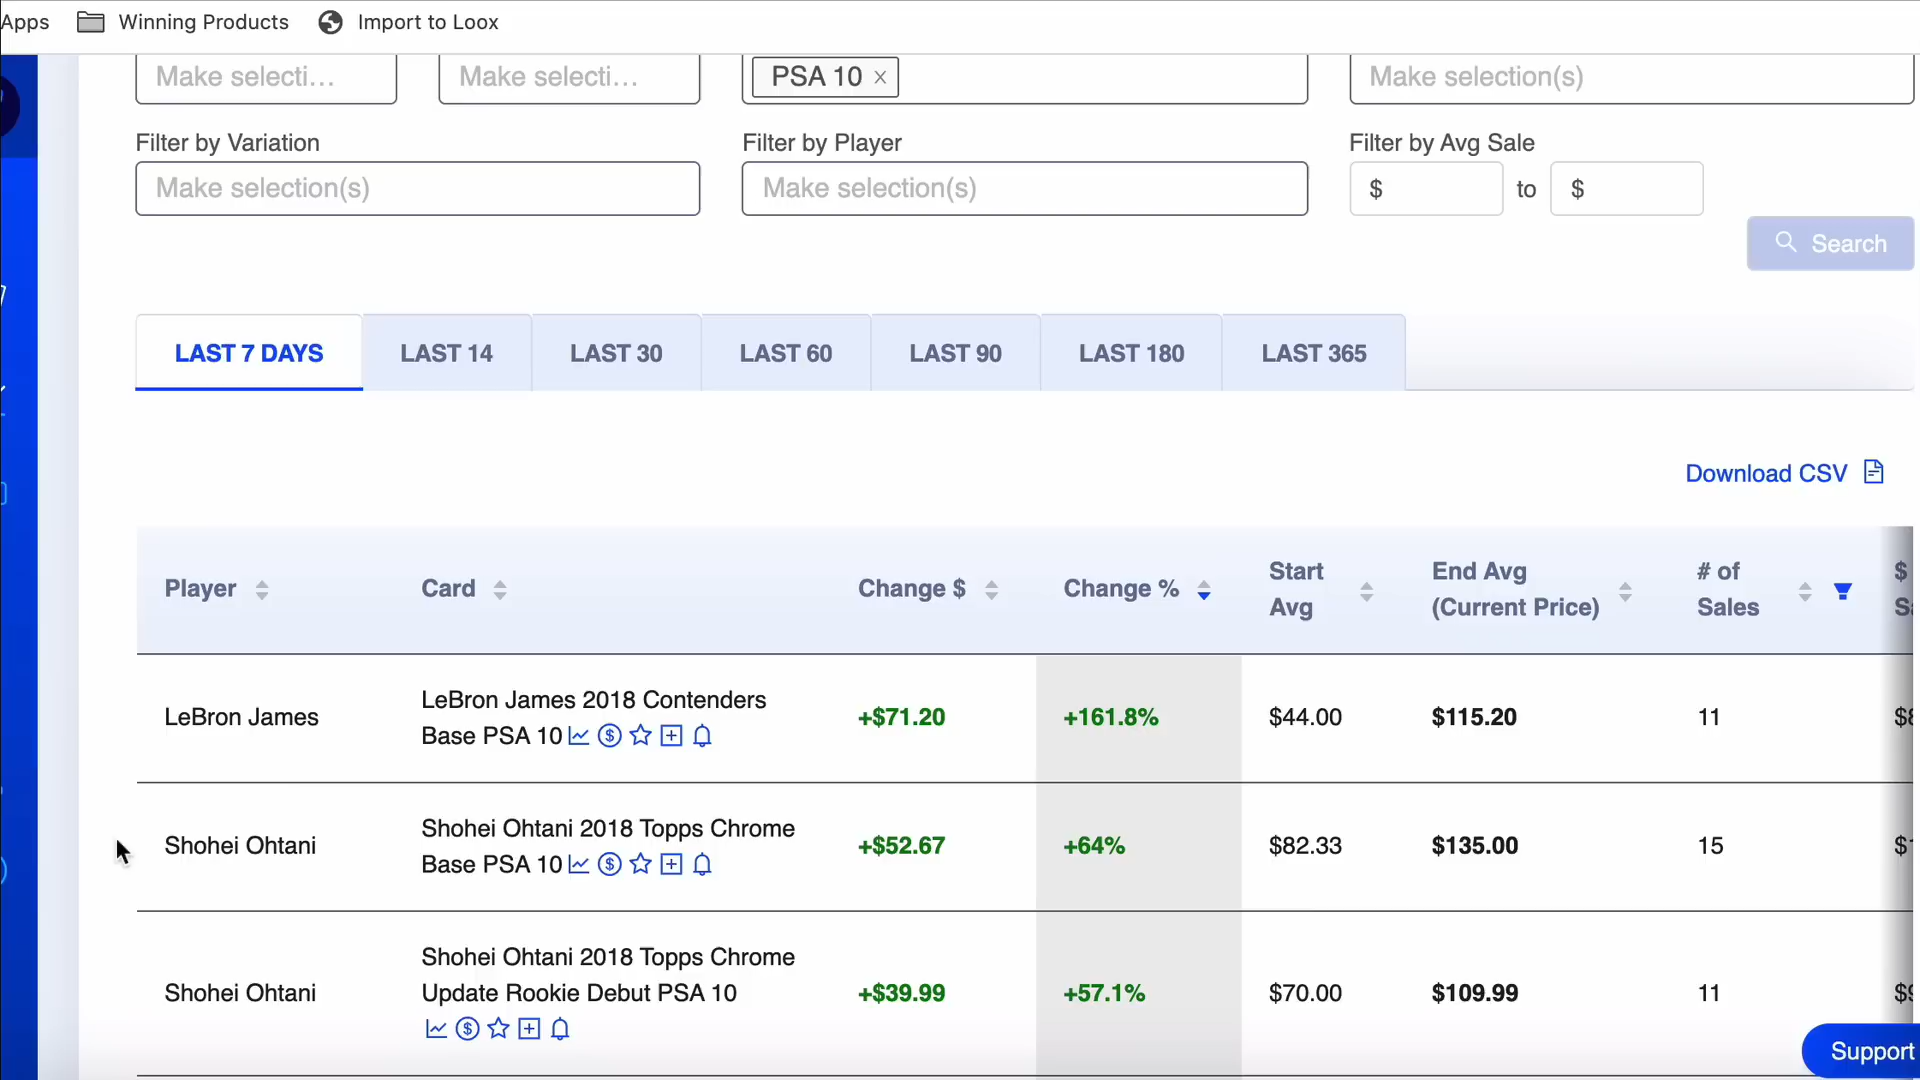 Apps Winning Products Import to Loox
Make selecti... Make selecti... PSA 10 × Make selection(s)
Filter by Variation Filter by Player Filter by Avg Sale
Make selection(s) Make selection(s) $ to $
Search
LAST 7 DAYS LAST 14 LAST 30 LAST 60 LAST 90 LAST 180 LAST 365
Download CSV
Player Card Change $ Change % Start Avg End Avg (Current Price) # of Sales $
LeBron James LeBron James 2018 Contenders +$71.20 +161.8% $44.00 $115.20 11
Base PSA 10
Shohei Ohtani Shohei Ohtani 2018 Topps Chrome +$52.67 +64% $82.33 $135.00 15
Base PSA 10
Shohei Ohtani Shohei Ohtani 2018 Topps Chrome +$39.99 +57.1% $70.00 $109.99 11
Update Rookie Debut PSA 10
Support